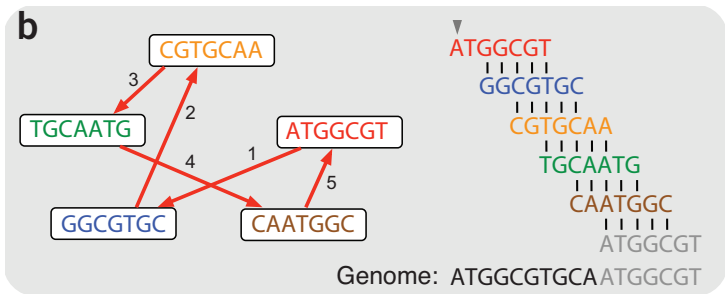 b
CGTGCAA
3
2
TGCAATG
ATGGCGT
4
1
5
GGCGTGC
CAATGGC
ATGGCGT
GGCGTGC
CGTGCAA
TGCAATG
CAATGGC
ATGGCGT
Genome: ATGGCGTGCAATGGCGT